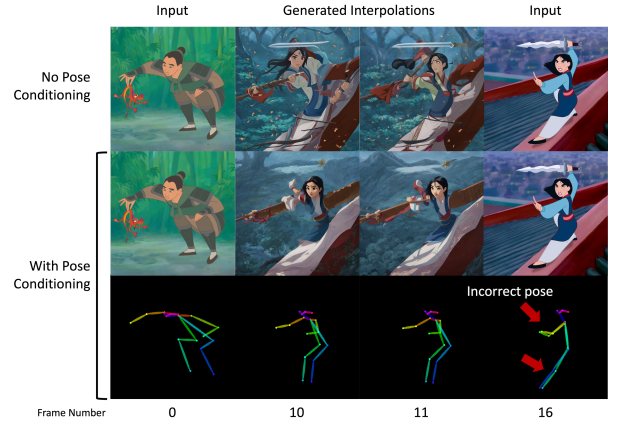 Input Generated Interpolations Input
No Pose
Conditioning
With Pose
Conditioning
Incorrect pose
Frame Number 0 10 11 16